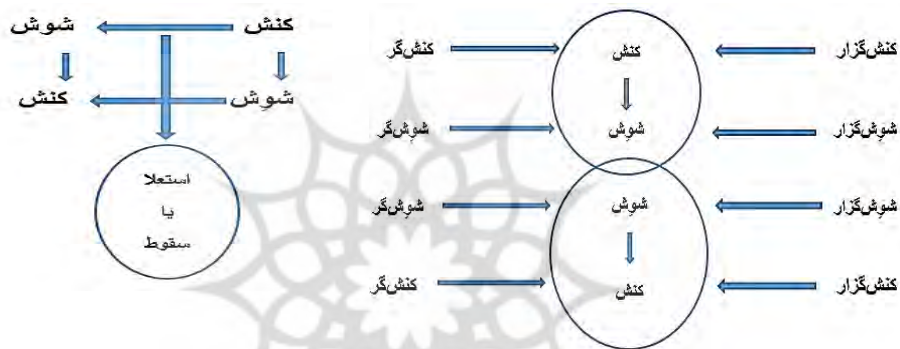 کنش شوش
شوش کنش
استعلا
یا
سقوط
کنش‌گزار کنش کنش‌گر
شوش‌گزار شوش شوش‌گر
شوش‌گزار شوش شوش‌گر
کنش‌گزار کنش کنش‌گر